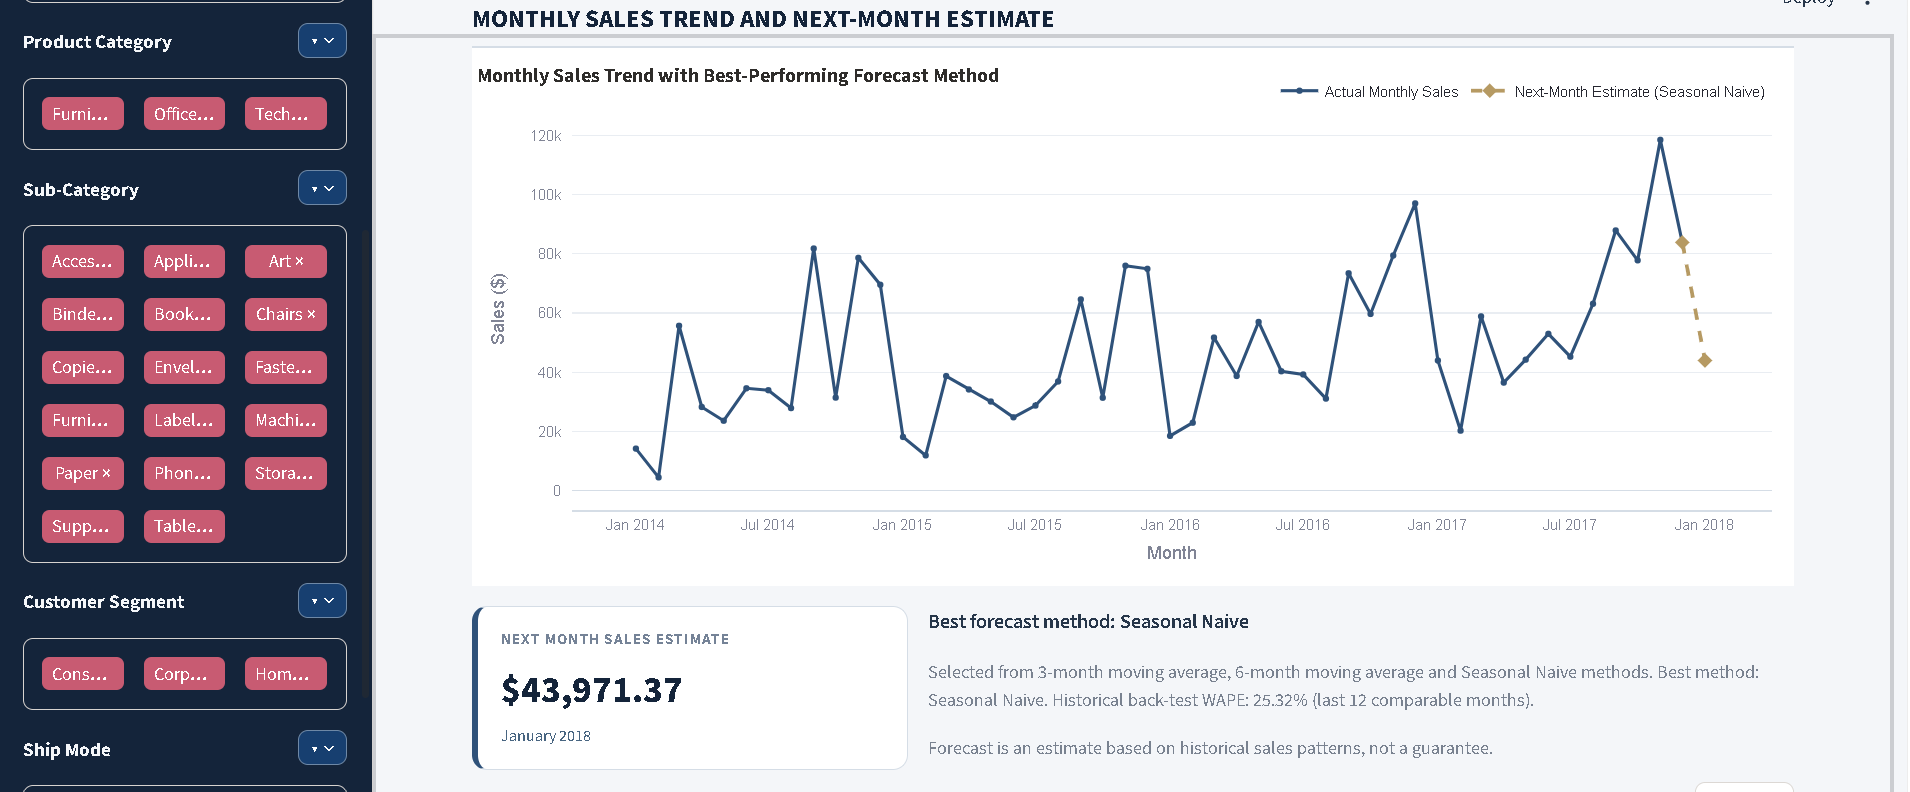 Product Category
Furni...
Office...
Tech...
Sub-Category
Acces...
Appli...
Art ×
Binde...
Book...
Chairs ×
Copie...
Envel...
Faste...
Furni...
Label...
Machi...
Paper ×
Phon...
Stora...
Supp...
Table...
Customer Segment
Cons...
Corp...
Hom...
Ship Mode
Deploy
MONTHLY SALES TREND AND NEXT-MONTH ESTIMATE
Monthly Sales Trend with Best-Performing Forecast Method
Actual Monthly Sales
Next-Month Estimate (Seasonal Naive)
120k
100k
80k
60k
40k
20k
0
Sales ($)
Jan 2014
Jul 2014
Jan 2015
Jul 2015
Jan 2016
Jul 2016
Jan 2017
Jul 2017
Jan 2018
Month
NEXT MONTH SALES ESTIMATE
$43,971.37
January 2018
Best forecast method: Seasonal Naive
Selected from 3-month moving average, 6-month moving average and Seasonal Naive methods. Best method:
Seasonal Naive. Historical back-test WAPE: 25.32% (last 12 comparable months).
Forecast is an estimate based on historical sales patterns, not a guarantee.